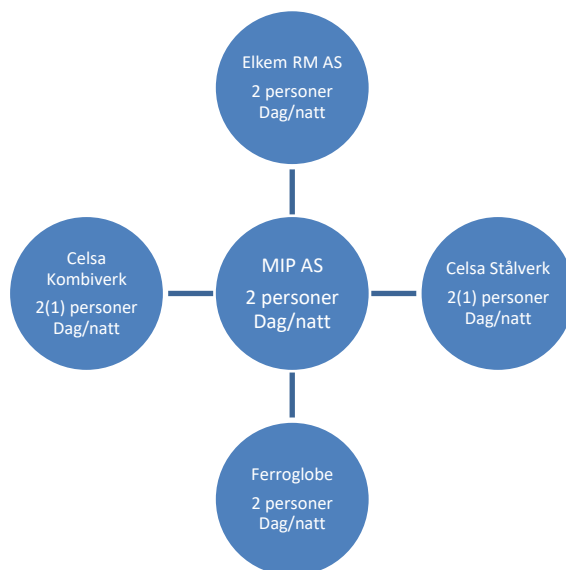 Elkem RM AS
2 personer
Dag/natt
Celsa
Kombiverk
2(1) personer
Dag/natt
MIP AS
2 personer
Dag/natt
Celsa Stålverk
2(1) personer
Dag/natt
Ferroglobe
2 personer
Dag/natt